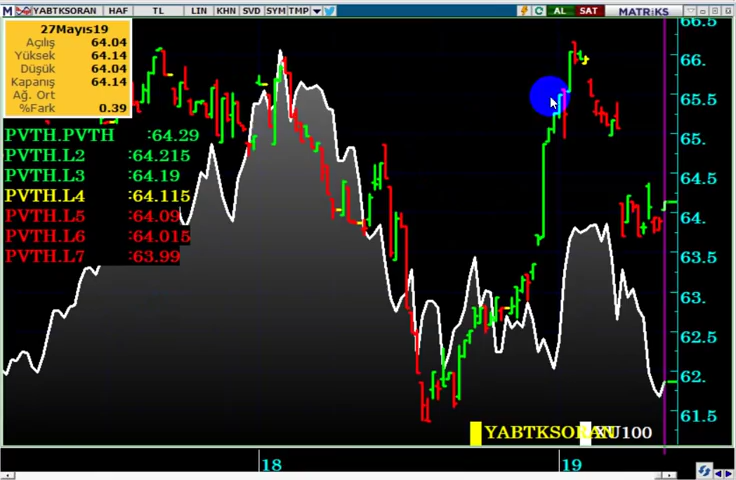 M YABTKSORAN HAF TL LIN KHN SVD SYM TMP AL SAT MATRiKS
27Mayıs19
Açılış 64.04
Yüksek 64.14
Düşük 64.04
Kapanış 64.14
Ağ. Ort
%Fark 0.39
PVTH.PVTH :64.29
PVTH.L2 :64.215
PVTH.L3 :64.19
PVTH.L4 :64.115
PVTH.L5 :64.09
PVTH.L6 :64.015
PVTH.L7 :63.99
66.5
66.
65.5
65.
64.5
64.
63.5
63.
62.5
62.
61.5
YABTKSORAN XU100
18 19